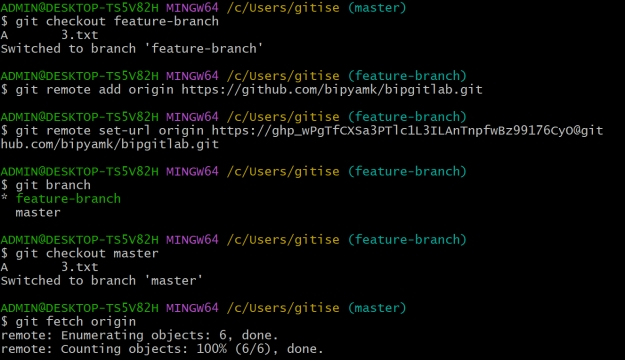 ADMIN@DESKTOP-TS5V82H MINGW64 /c/Users/gitise (master)
$ git checkout feature-branch
A 3.txt
Switched to branch 'feature-branch'
ADMIN@DESKTOP-TS5V82H MINGW64 /c/Users/gitise (feature-branch)
$ git remote add origin https://github.com/bipyamk/bipgitlab.git
ADMIN@DESKTOP-TS5V82H MINGW64 /c/Users/gitise (feature-branch)
$ git remote set-url origin https://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@git
hub.com/bipyamk/bipgitlab.git
ADMIN@DESKTOP-TS5V82H MINGW64 /c/Users/gitise (feature-branch)
$ git branch
* feature-branch
master
ADMIN@DESKTOP-TS5V82H MINGW64 /c/Users/gitise (feature-branch)
$ git checkout master
A 3.txt
Switched to branch 'master'
ADMIN@DESKTOP-TS5V82H MINGW64 /c/Users/gitise (master)
$ git fetch origin
remote: Enumerating objects: 6, done.
remote: Counting objects: 100% (6/6), done.